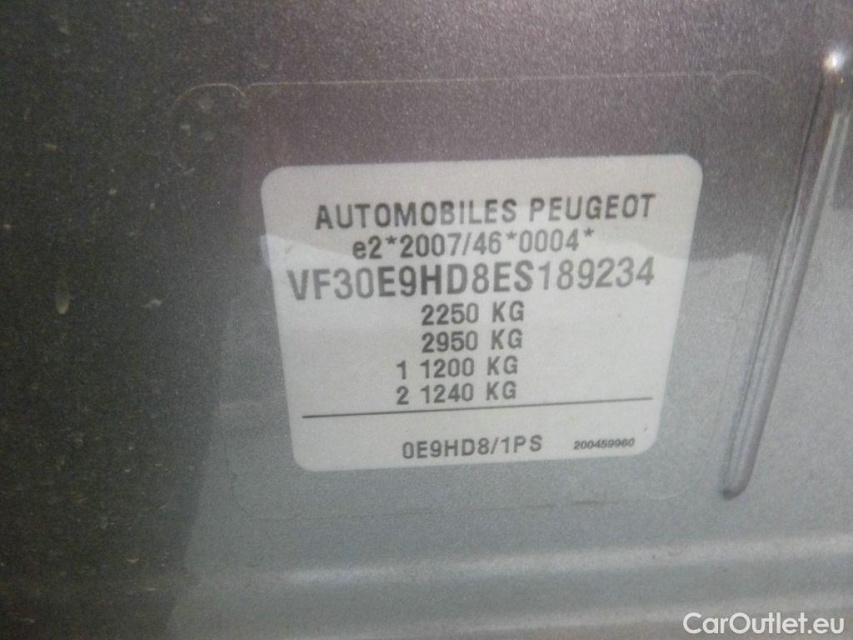 AUTOMOBILES PEUGEOT
e2*2007/46*0004*
VF30E9HD8ES189234
2250 KG
2950 KG
1 1200 KG
2 1240 KG
0E9HD8/1PS 200459960
CarOutlet.eu